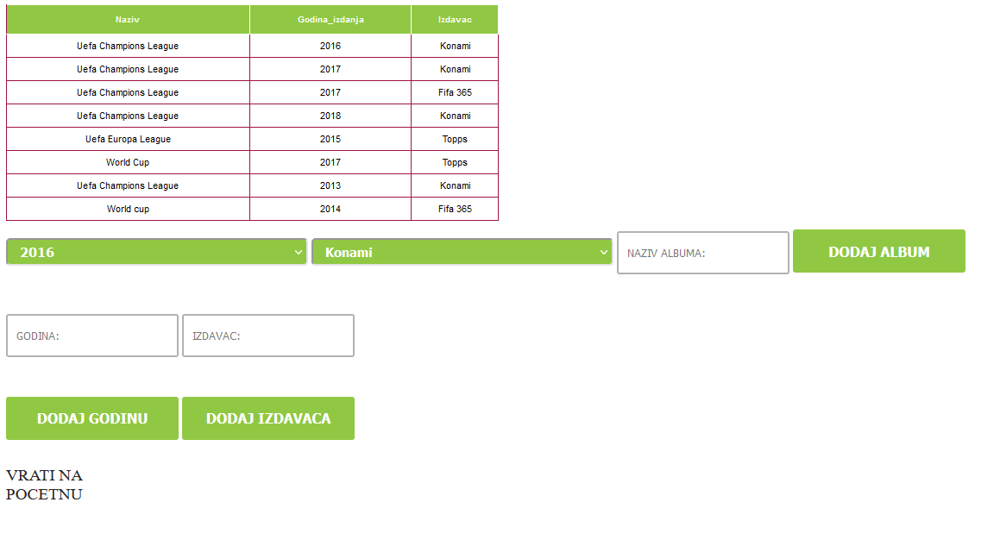 Naziv Godina_izdanja Izdavac
Uefa Champions League 2016 Konami
Uefa Champions League 2017 Konami
Uefa Champions League 2017 Fifa 365
Uefa Champions League 2018 Konami
Uefa Europa League 2015 Topps
World Cup 2017 Topps
Uefa Champions League 2013 Konami
World cup 2014 Fifa 365
2016 Konami NAZIV ALBUMA: DODAJ ALBUM
GODINA: IZDAVAC:
DODAJ GODINU DODAJ IZDAVACA
VRATI NA
POCETNU